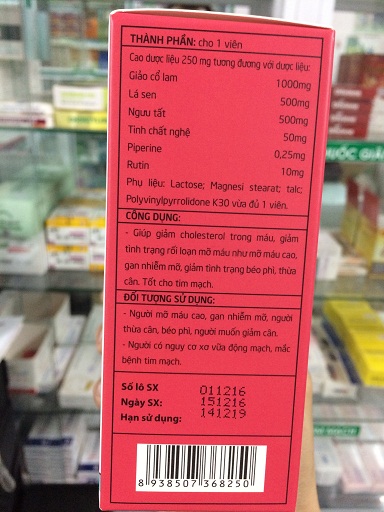 THÀNH PHẦN: cho 1 viên
Cao dược liệu 250 mg tương đương với dược liệu:
Giảo cổ lam 1000mg
Lá sen 500mg
Ngưu tất 500mg
Tinh chất nghệ 50mg
Piperine 0,25mg
Rutin 10mg
Phụ liệu: Lactose; Magnesi stearat; talc;
Polyvinylpyrrolidone K30 vừa đủ 1 viên.
CÔNG DỤNG:
- Giúp giảm cholesterol trong máu, giảm
tình trạng rối loạn mỡ máu như mỡ máu cao,
gan nhiễm mỡ, giảm tình trạng béo phì, thừa
cân. Tốt cho tim mạch.
ĐỐI TƯỢNG SỬ DỤNG:
- Người mỡ máu cao, gan nhiễm mỡ, người
thừa cân, béo phì, người muốn giảm cân.
- Người có nguy cơ xơ vữa động mạch, mắc
bệnh tim mạch.
Số lô SX 011216
Ngày SX: 151216
Hạn sử dụng: 141219
8 938507 368250